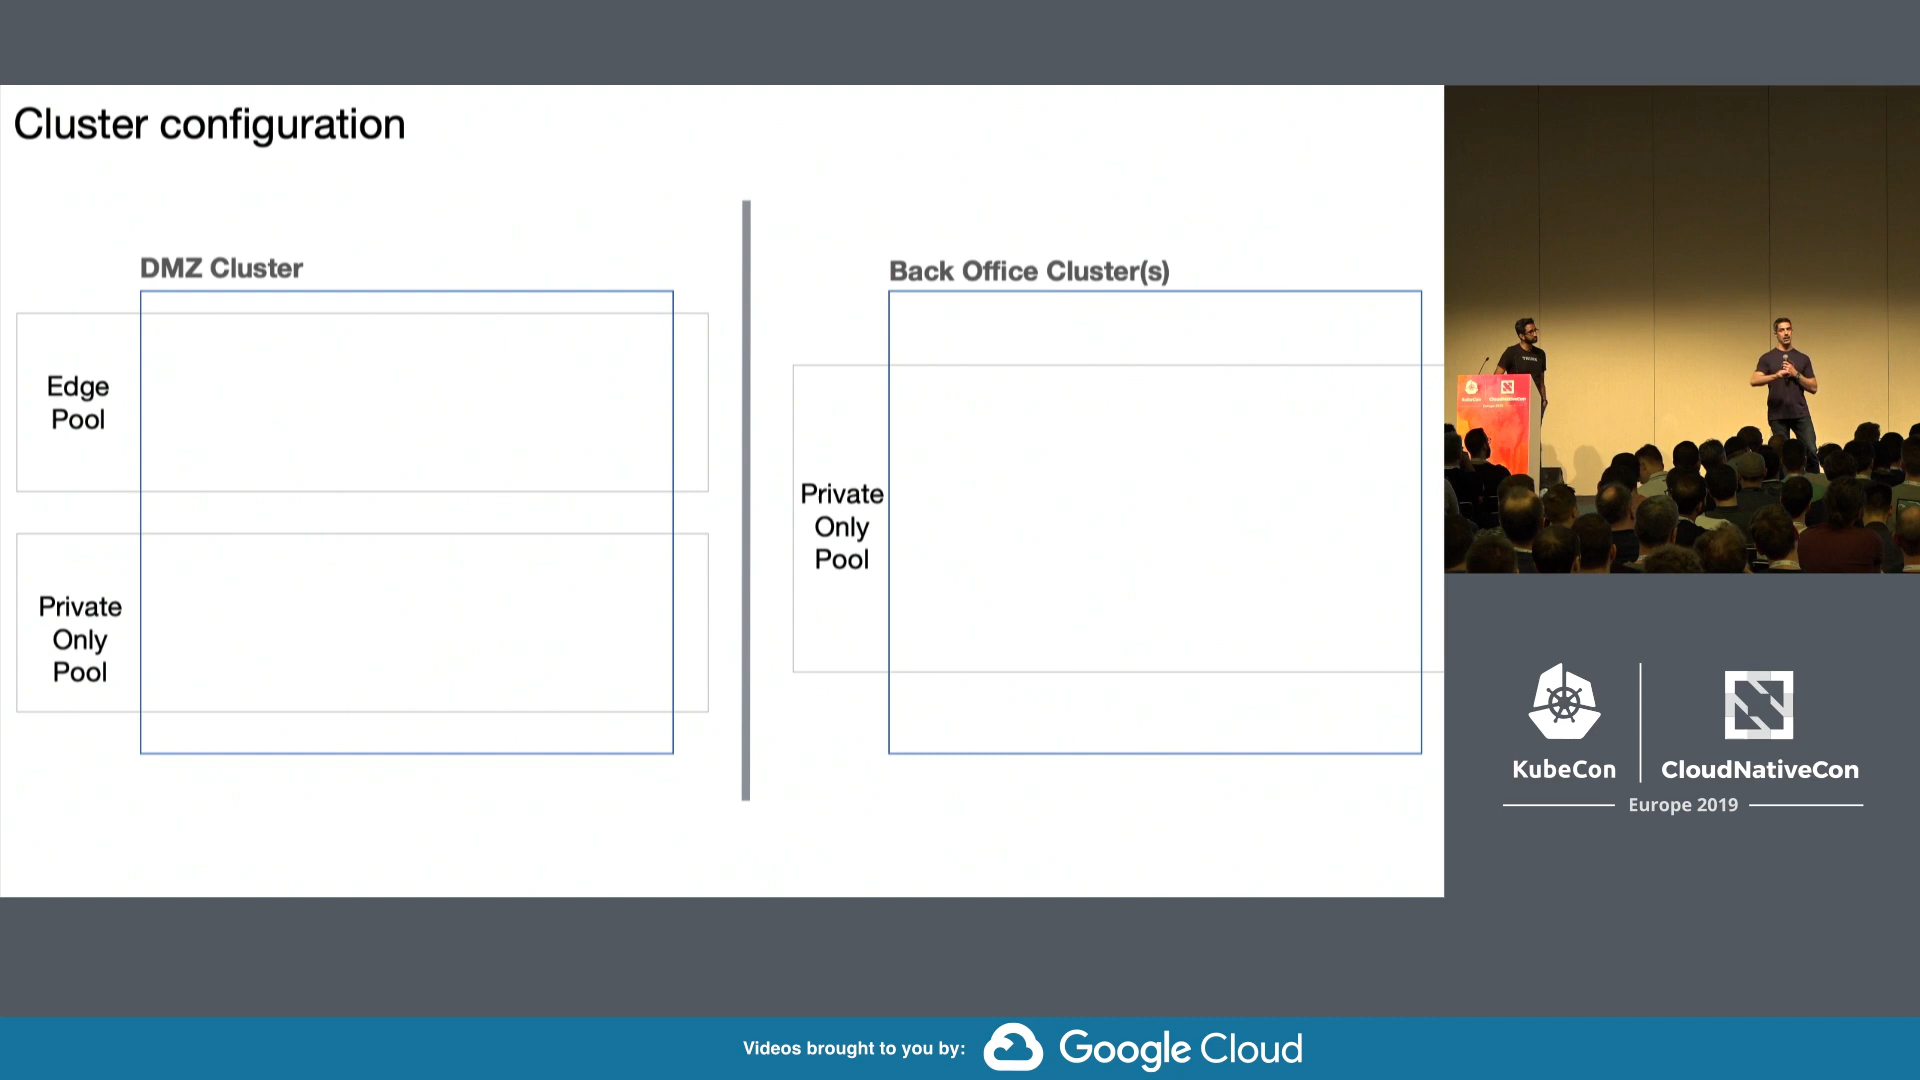 Cluster configuration
DMZ Cluster
Edge
Pool
Private
Only
Pool
Back Office Cluster(s)
Private
Only
Pool
KubeCon
CloudNativeCon
Europe 2019
Videos brought to you by:
Google Cloud